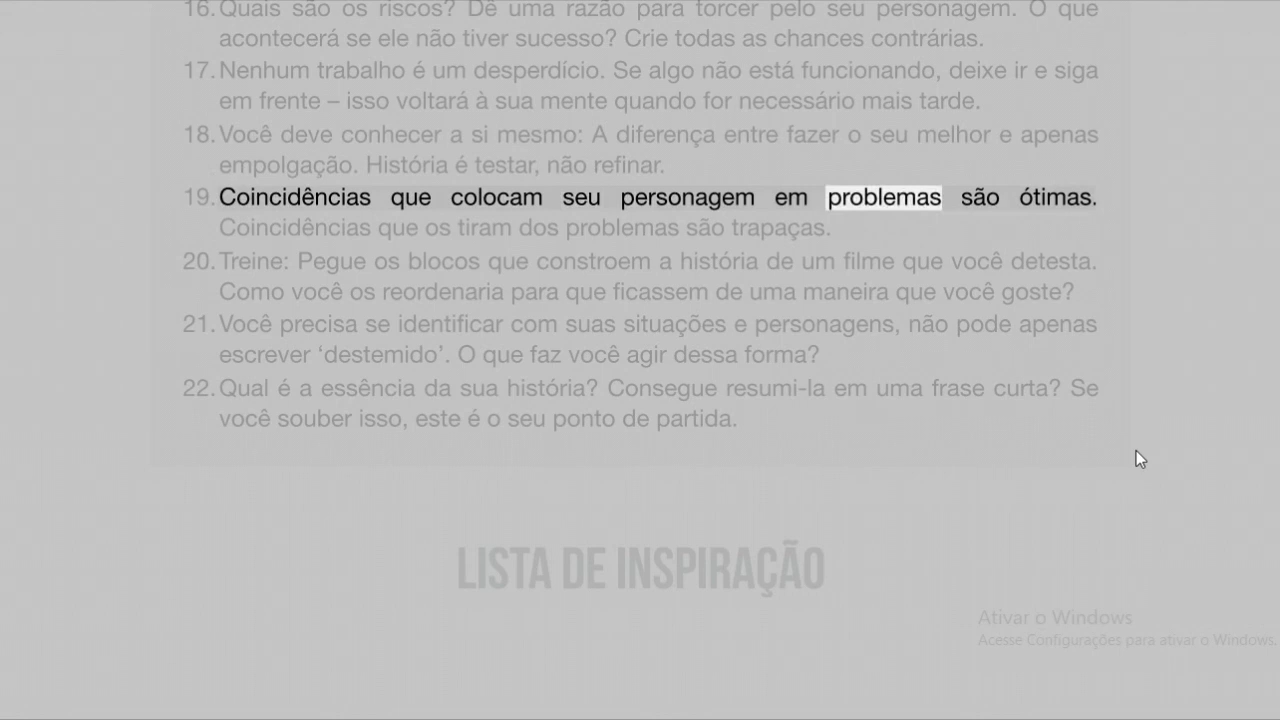 16. Quais são os riscos? Dê uma razão para torcer pelo seu personagem. O que
acontecerá se ele não tiver sucesso? Crie todas as chances contrárias.
17. Nenhum trabalho é um desperdício. Se algo não está funcionando, deixe ir e siga
em frente – isso voltará à sua mente quando for necessário mais tarde.
18. Você deve conhecer a si mesmo: A diferença entre fazer o seu melhor e apenas
empolgação. História é testar, não refinar.
19. Coincidências que colocam seu personagem em problemas são ótimas.
Coincidências que os tiram dos problemas são trapaças.
20. Treine: Pegue os blocos que constroem a história de um filme que você detesta.
Como você os reordenaria para que ficassem de uma maneira que você goste?
21. Você precisa se identificar com suas situações e personagens, não pode apenas
escrever ‘destemido’. O que faz você agir dessa forma?
22. Qual é a essência da sua história? Consegue resumi-la em uma frase curta? Se
você souber isso, este é o seu ponto de partida.
LISTA DE INSPIRAÇÃO
Ativar o Windows
Acesse Configurações para ativar o Windows.